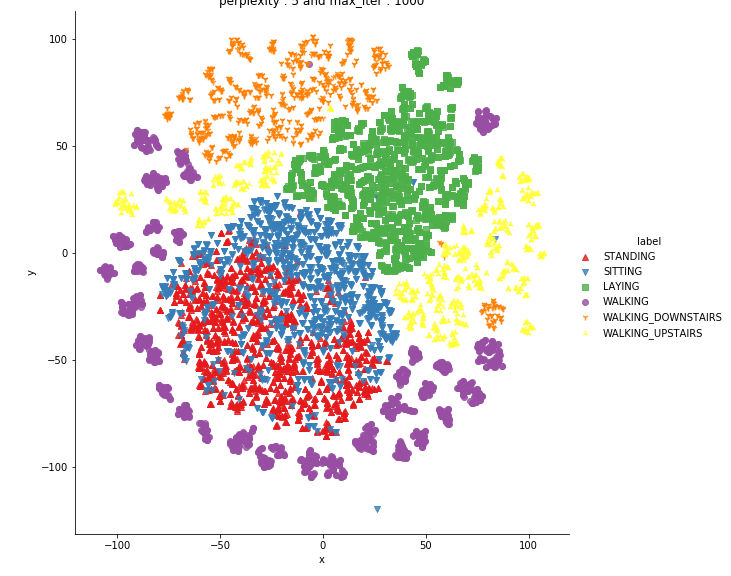 perplexity : 5 and max_iter : 1000
100
50
0
−50
−100
y
−100
−50
0
50
100
x
label
STANDING
SITTING
LAYING
WALKING
WALKING_DOWNSTAIRS
WALKING_UPSTAIRS